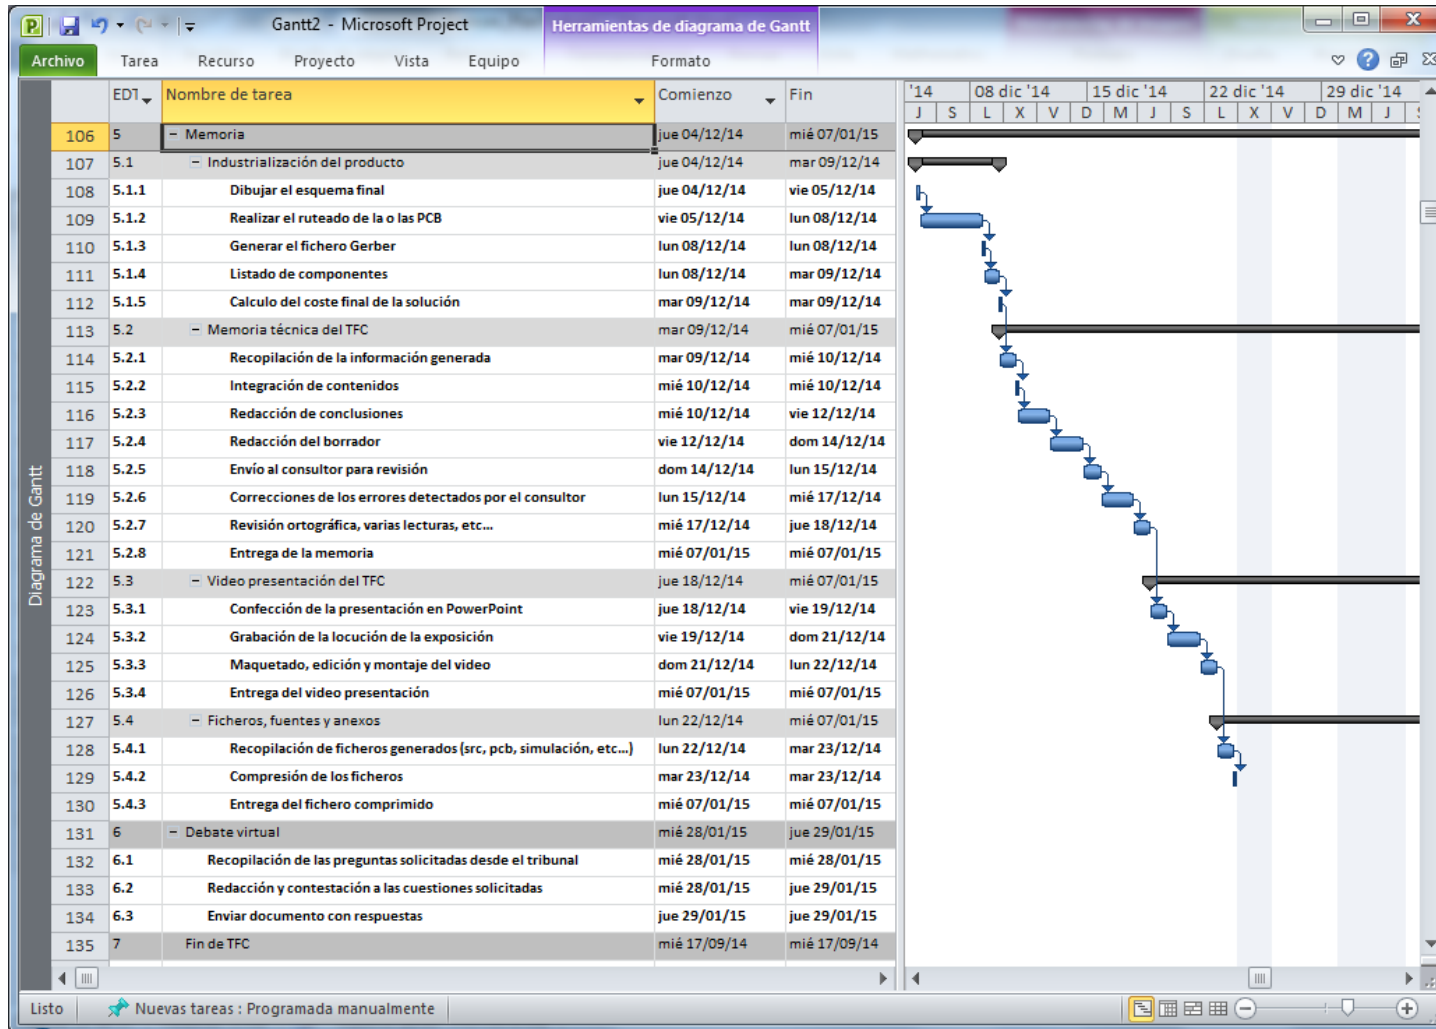 Gantt2 - Microsoft Project
Herramientas de diagrama de Gantt
Archivo Tarea Recurso Proyecto Vista Equipo Formato
EDT Nombre de tarea Comienzo Fin
'14 08 dic '14 15 dic '14 22 dic '14 29 dic '14
J S L X V D M J S L X V D M J
106 5 Memoria jue 04/12/14 mié 07/01/15
107 5.1 Industrialización del producto jue 04/12/14 mar 09/12/14
108 5.1.1 Dibujar el esquema final jue 04/12/14 vie 05/12/14
109 5.1.2 Realizar el ruteado de la o las PCB vie 05/12/14 lun 08/12/14
110 5.1.3 Generar el fichero Gerber lun 08/12/14 lun 08/12/14
111 5.1.4 Listado de componentes lun 08/12/14 mar 09/12/14
112 5.1.5 Calculo del coste final de la solución mar 09/12/14 mar 09/12/14
113 5.2 Memoria técnica del TFC mar 09/12/14 mié 07/01/15
114 5.2.1 Recopilación de la información generada mar 09/12/14 mié 10/12/14
115 5.2.2 Integración de contenidos mié 10/12/14 mié 10/12/14
116 5.2.3 Redacción de conclusiones mié 10/12/14 vie 12/12/14
117 5.2.4 Redacción del borrador vie 12/12/14 dom 14/12/14
118 5.2.5 Envío al consultor para revisión dom 14/12/14 lun 15/12/14
119 5.2.6 Correcciones de los errores detectados por el consultor lun 15/12/14 mié 17/12/14
120 5.2.7 Revisión ortográfica, varias lecturas, etc... mié 17/12/14 jue 18/12/14
121 5.2.8 Entrega de la memoria mié 07/01/15 mié 07/01/15
122 5.3 Video presentación del TFC jue 18/12/14 mié 07/01/15
123 5.3.1 Confección de la presentación en PowerPoint jue 18/12/14 vie 19/12/14
124 5.3.2 Grabación de la locución de la exposición vie 19/12/14 dom 21/12/14
125 5.3.3 Maquetado, edición y montaje del video dom 21/12/14 lun 22/12/14
126 5.3.4 Entrega del video presentación mié 07/01/15 mié 07/01/15
127 5.4 Ficheros, fuentes y anexos lun 22/12/14 mié 07/01/15
128 5.4.1 Recopilación de ficheros generados (src, pcb, simulación, etc...) lun 22/12/14 mar 23/12/14
129 5.4.2 Compresión de los ficheros mar 23/12/14 mar 23/12/14
130 5.4.3 Entrega del fichero comprimido mié 07/01/15 mié 07/01/15
131 6 Debate virtual mié 28/01/15 jue 29/01/15
132 6.1 Recopilación de las preguntas solicitadas desde el tribunal mié 28/01/15 mié 28/01/15
133 6.2 Redacción y contestación a las cuestiones solicitadas mié 28/01/15 jue 29/01/15
134 6.3 Enviar documento con respuestas jue 29/01/15 jue 29/01/15
135 7 Fin de TFC mié 17/09/14 mié 17/09/14
Diagrama de Gantt
Listo Nuevas tareas : Programada manualmente